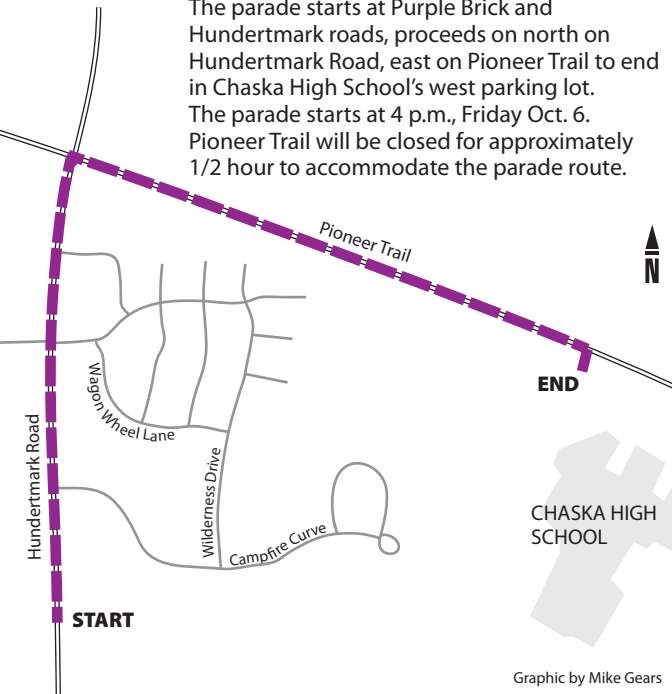 The parade starts at Purple Brick and
Hundertmark roads, proceeds on north on
Hundertmark Road, east on Pioneer Trail to end
in Chaska High School's west parking lot.
The parade starts at 4 p.m., Friday Oct. 6.
Pioneer Trail will be closed for approximately
1/2 hour to accommodate the parade route.
Pioneer Trail
N
END
Wagon Wheel Lane
Hundertmark Road
Wilderness Drive
Campfire Curve
CHASKA HIGH
SCHOOL
START
Graphic by Mike Gears